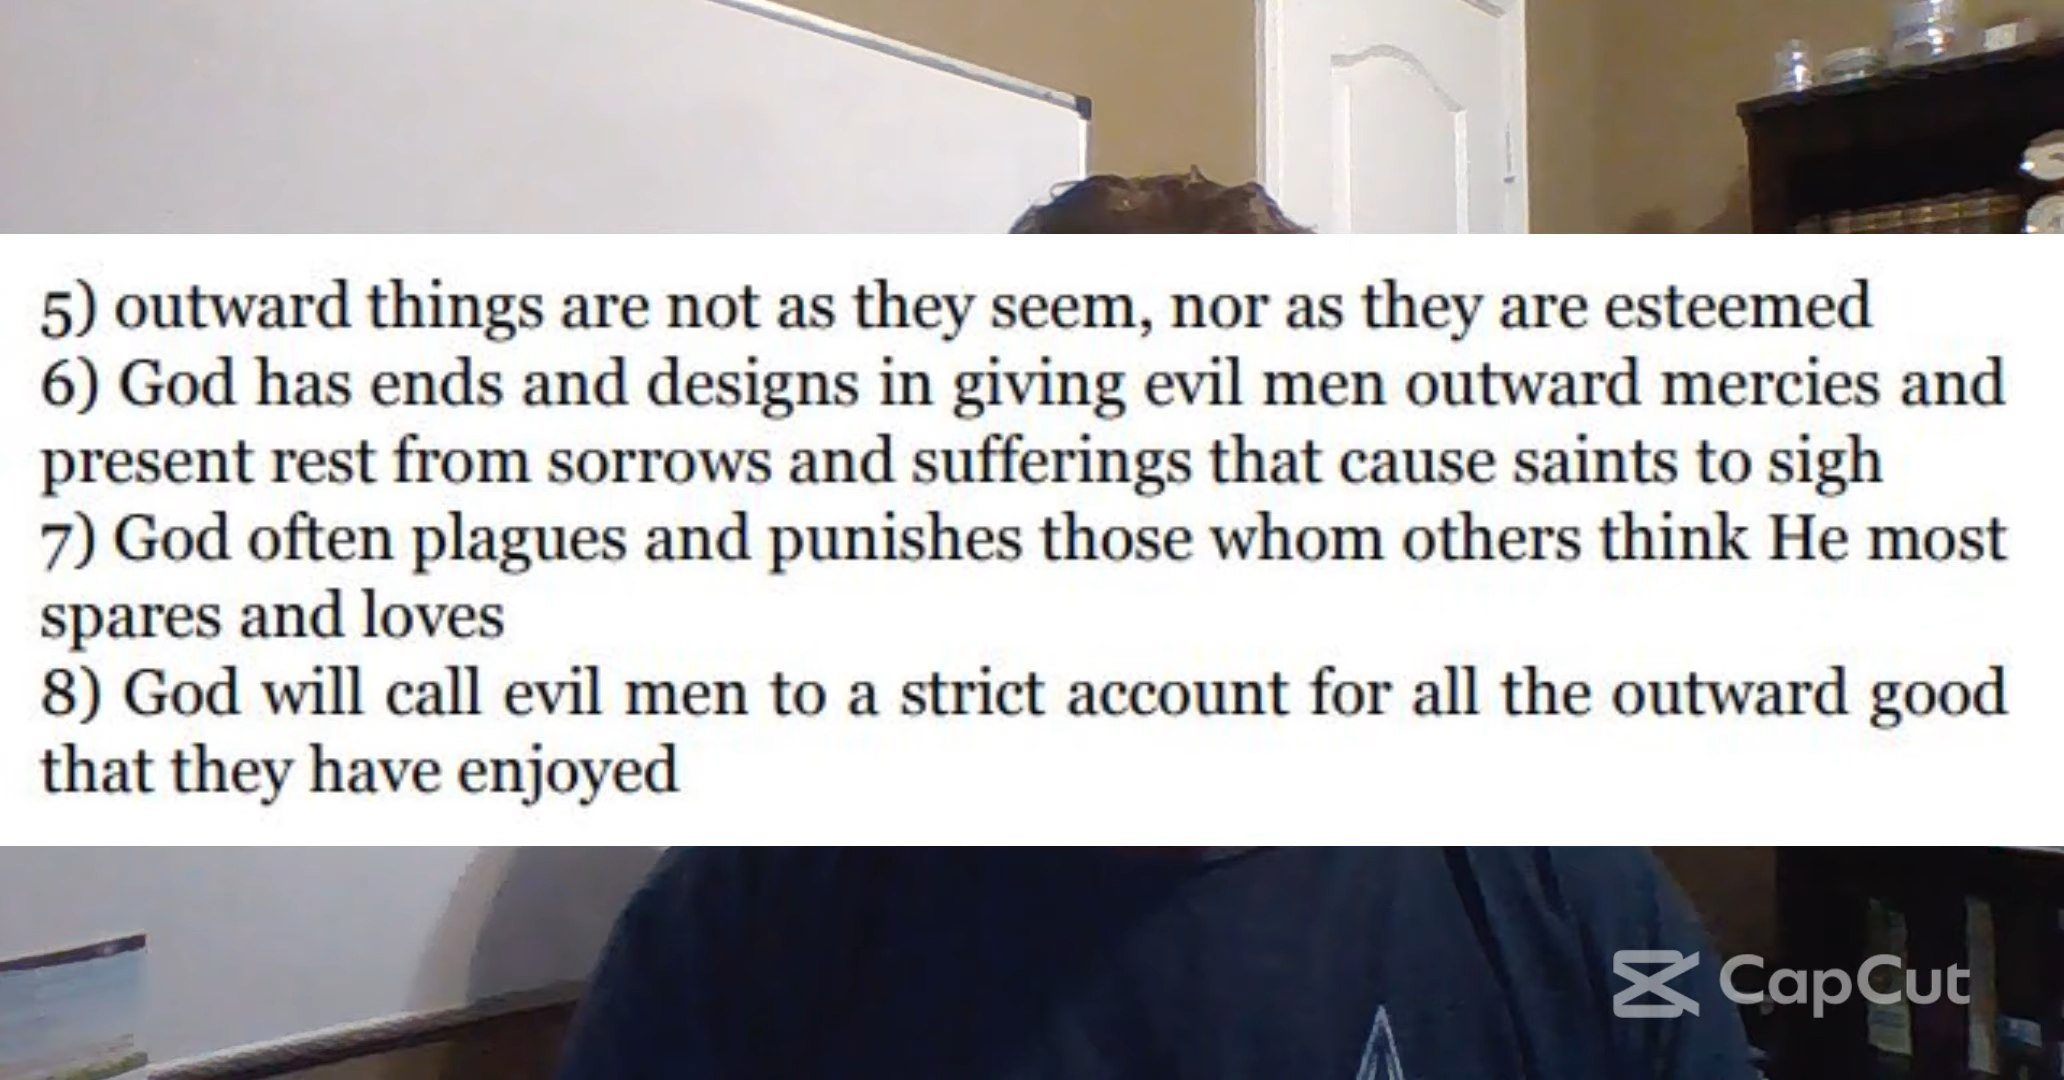 5) outward things are not as they seem, nor as they are esteemed
6) God has ends and designs in giving evil men outward mercies and
present rest from sorrows and sufferings that cause saints to sigh
7) God often plagues and punishes those whom others think He most
spares and loves
8) God will call evil men to a strict account for all the outward good
that they have enjoyed
CapCut